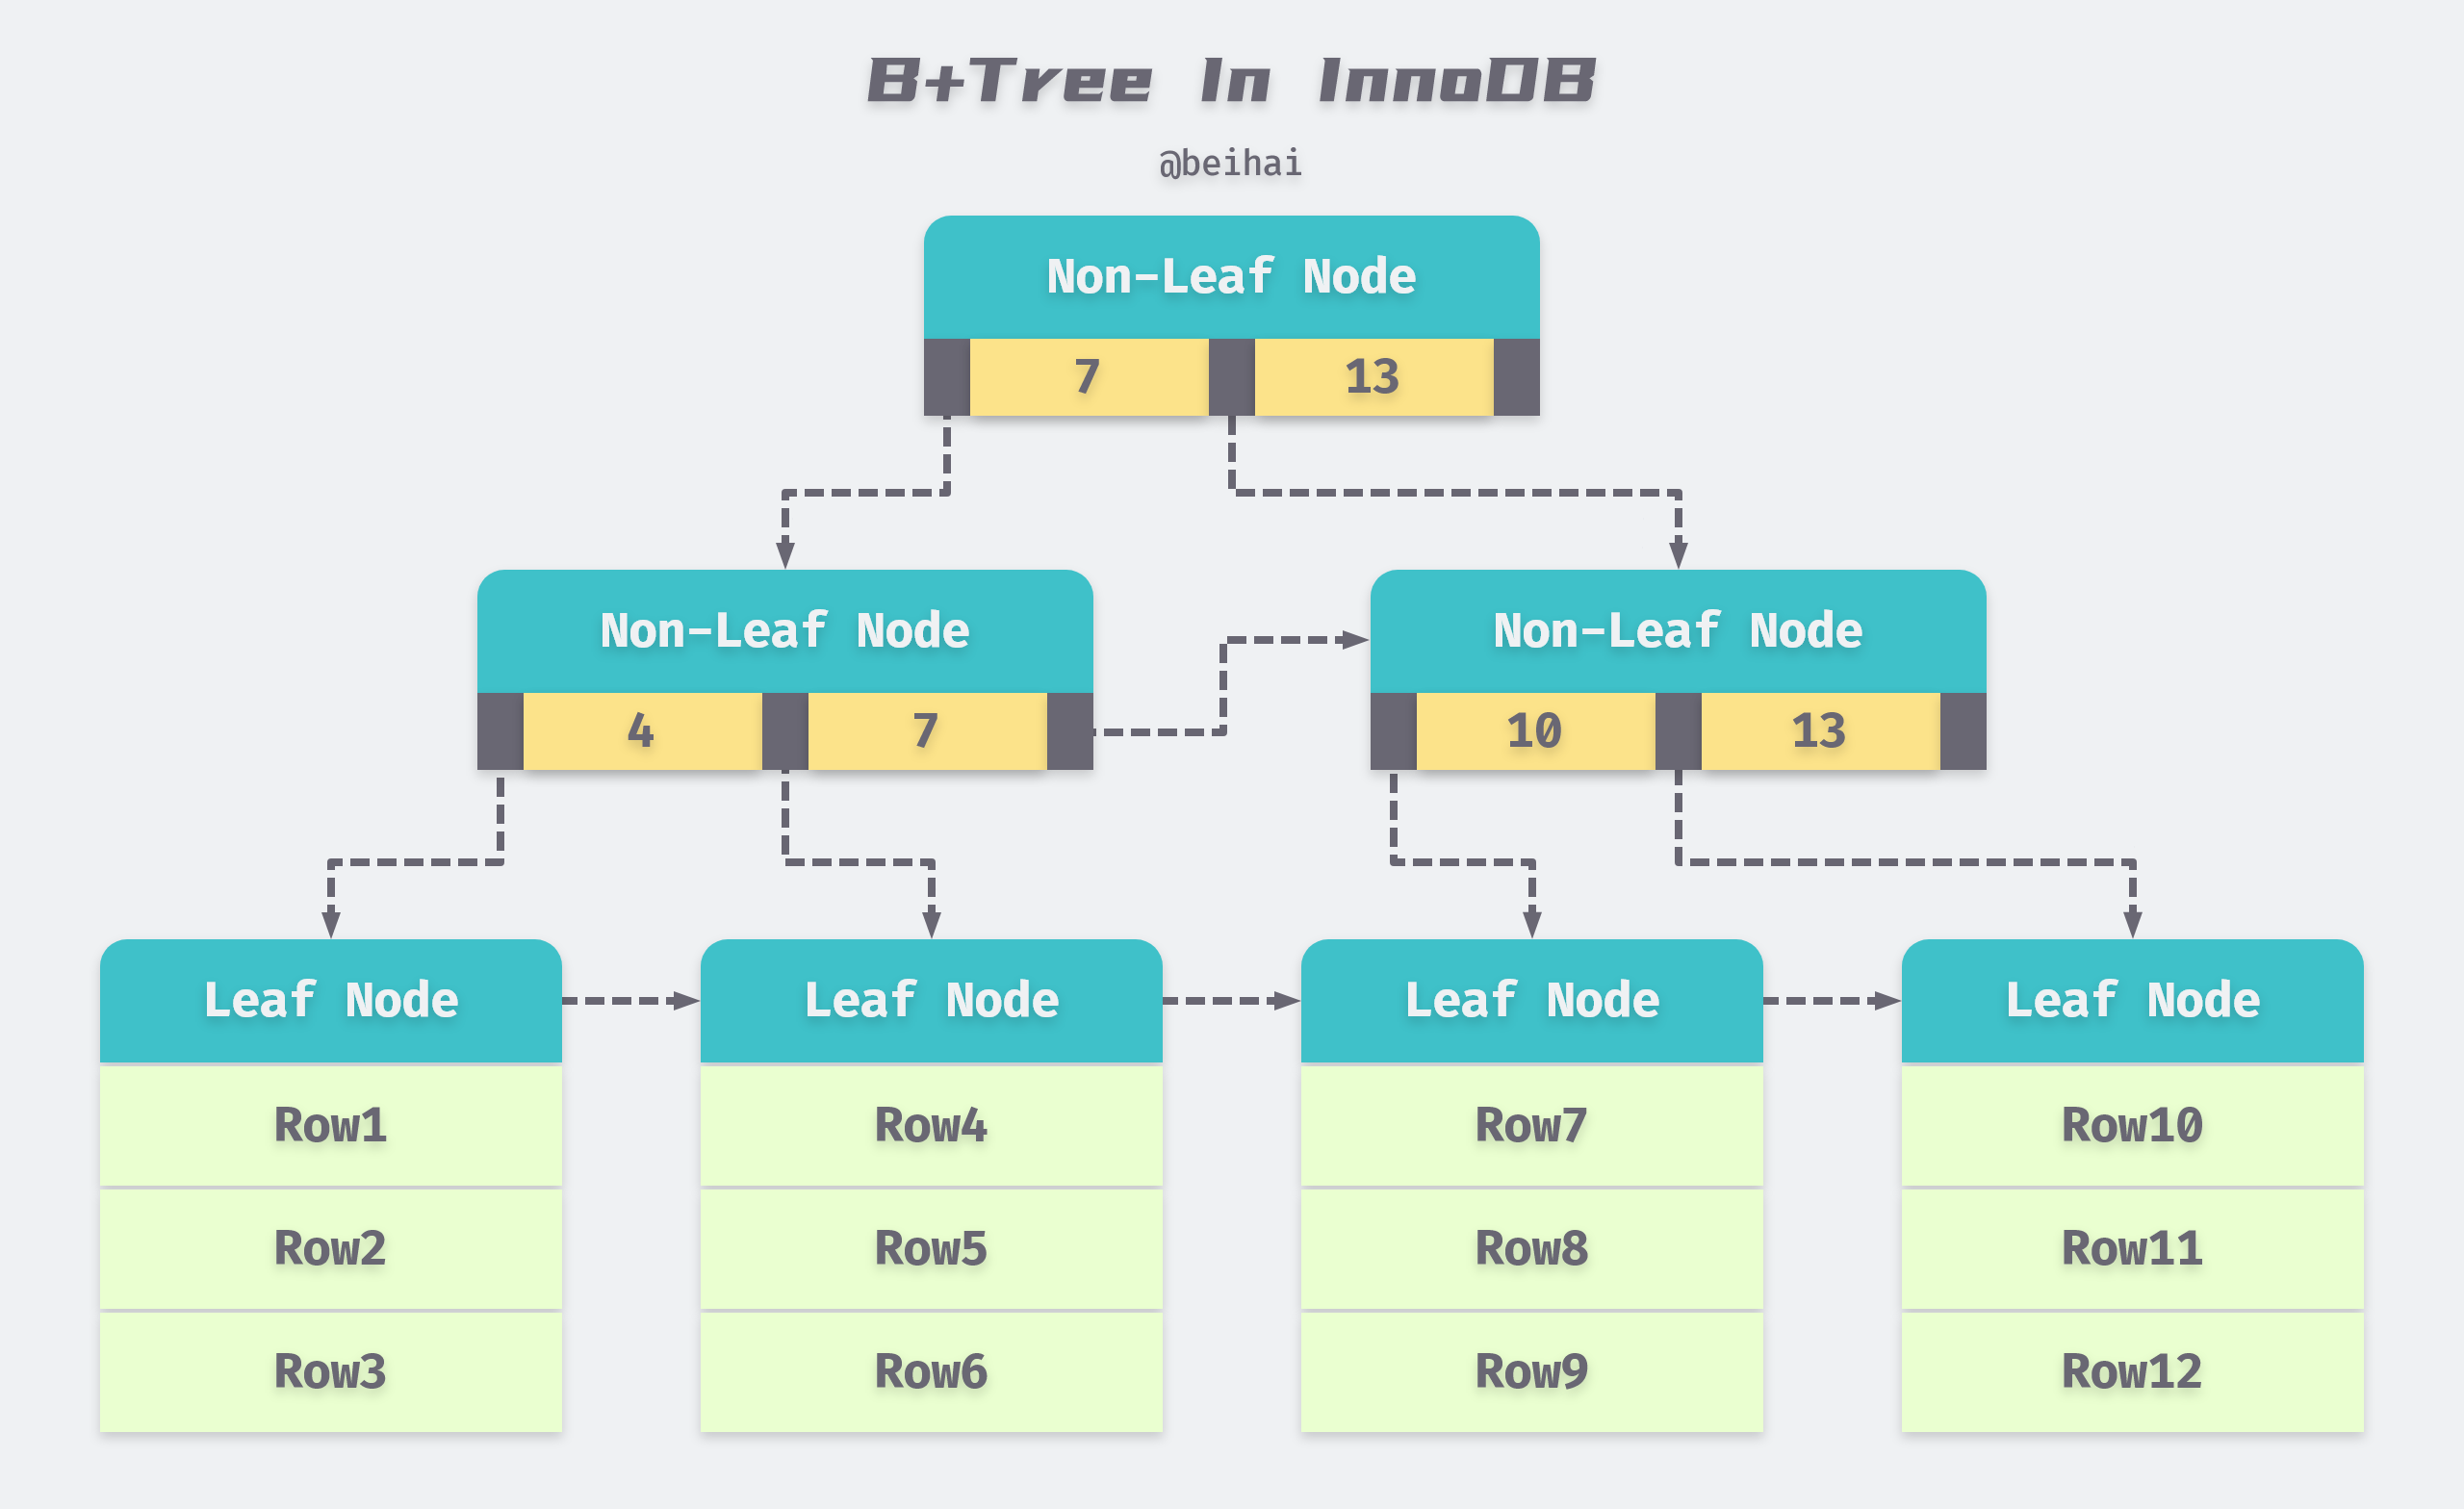 B+Tree In InnoDB
@beihai
Non-Leaf Node
7 13
Non-Leaf Node Non-Leaf Node
4 7 10 13
Leaf Node Leaf Node Leaf Node Leaf Node
Row1 Row4 Row7 Row10
Row2 Row5 Row8 Row11
Row3 Row6 Row9 Row12